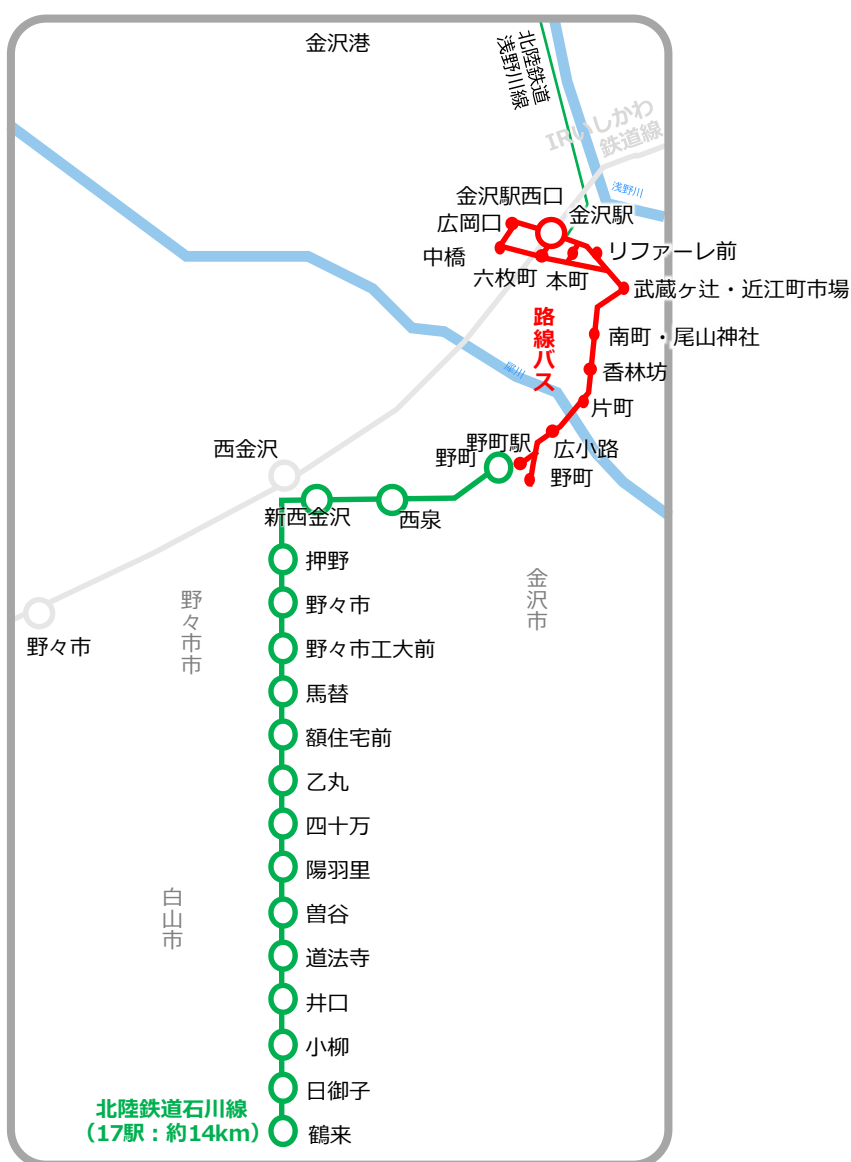 金沢港
北陸鉄道
浅野川線
IRいしかわ
鉄道線
浅野川
金沢駅西口
金沢駅
広岡口
中橋
リファーレ前
六枚町
本町
武蔵ヶ辻・近江町市場
路線バス
南町・尾山神社
犀川
香林坊
片町
広小路
野町駅
野町
野町
西金沢
新西金沢
西泉
押野
金沢市
野々市市
野々市
野々市
野々市工大前
馬替
額住宅前
乙丸
四十万
陽羽里
白山市
曽谷
道法寺
井口
小柳
日御子
北陸鉄道石川線
（17駅：約14km）
鶴来